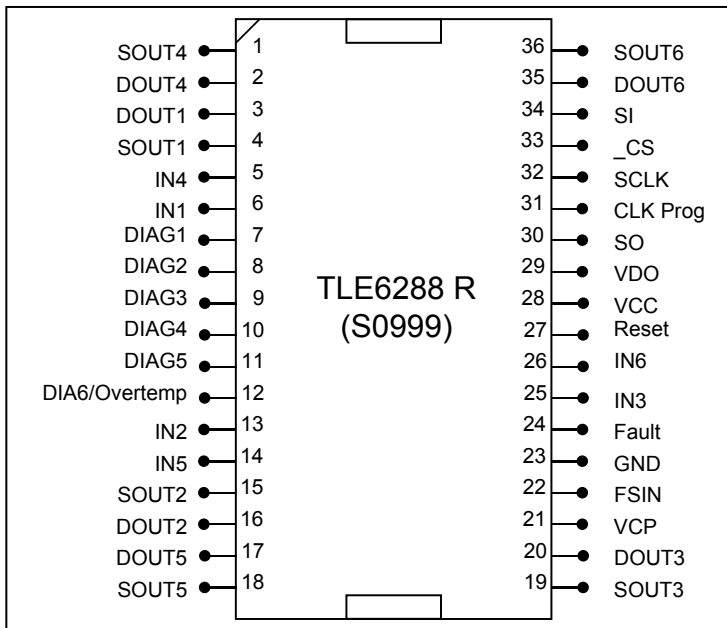 SOUT4 1 36 SOUT6
DOUT4 2 35 DOUT6
DOUT1 3 34 SI
SOUT1 4 33 _CS
IN4 5 32 SCLK
IN1 6 31 CLK Prog
DIAG1 7 30 SO
DIAG2 8 29 VDO
DIAG3 9 TLE6288 R 28 VCC
DIAG4 10 (S0999) 27 Reset
DIAG5 11 26 IN6
DIA6/Overtemp 12 25 IN3
IN2 13 24 Fault
IN5 14 23 GND
SOUT2 15 22 FSIN
DOUT2 16 21 VCP
DOUT5 17 20 DOUT3
SOUT5 18 19 SOUT3